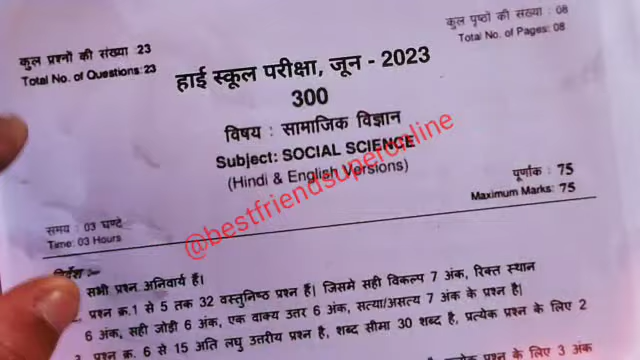 कुल प्रश्नों की संख्या 23
Total No. of Questions: 23
कुल पृष्ठों की संख्या : 08
Total No. of Pages: 08
हाई स्कूल परीक्षा, जून - 2023
300
विषय : सामाजिक विज्ञान
Subject: SOCIAL SCIENCE
(Hindi & English Versions)
@bestfriendsuperonline
समय : 03 घण्टे
Time: 03 Hours
पूर्णांक : 75
Maximum Marks: 75
निर्देश :-
सभी प्रश्न अनिवार्य हैं।
प्रश्न क्र.1 से 5 तक 32 वस्तुनिष्ठ प्रश्न हैं। जिसमे सही विकल्प 7 अंक, रिक्त स्थान
6 अंक, सही जोड़ी 6 अंक, एक वाक्य उत्तर 6 अंक, सत्या/असत्य 7 अंक के प्रश्न है|
प्रश्न क्र. 6 से 15 अति लघु उत्तरीय प्रश्न है, शब्द सीमा 30 शब्द है, प्रत्येक प्रश्न के लिए 2
प्रश्न के लिए 3 अंक